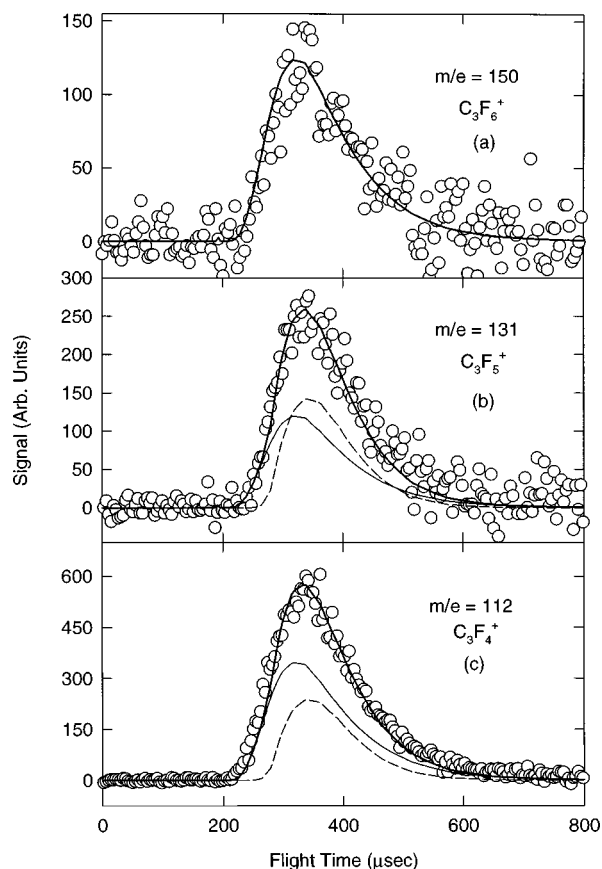 150
m/e = 150
C₃F₆⁺
(a)
100
50
0
300
250
m/e = 131
C₃F₅⁺
(b)
200
150
100
50
0
Signal (Arb. Units)
600
m/e = 112
C₃F₄⁺
(c)
450
300
150
0
0 200 400 600 800
Flight Time (μsec)